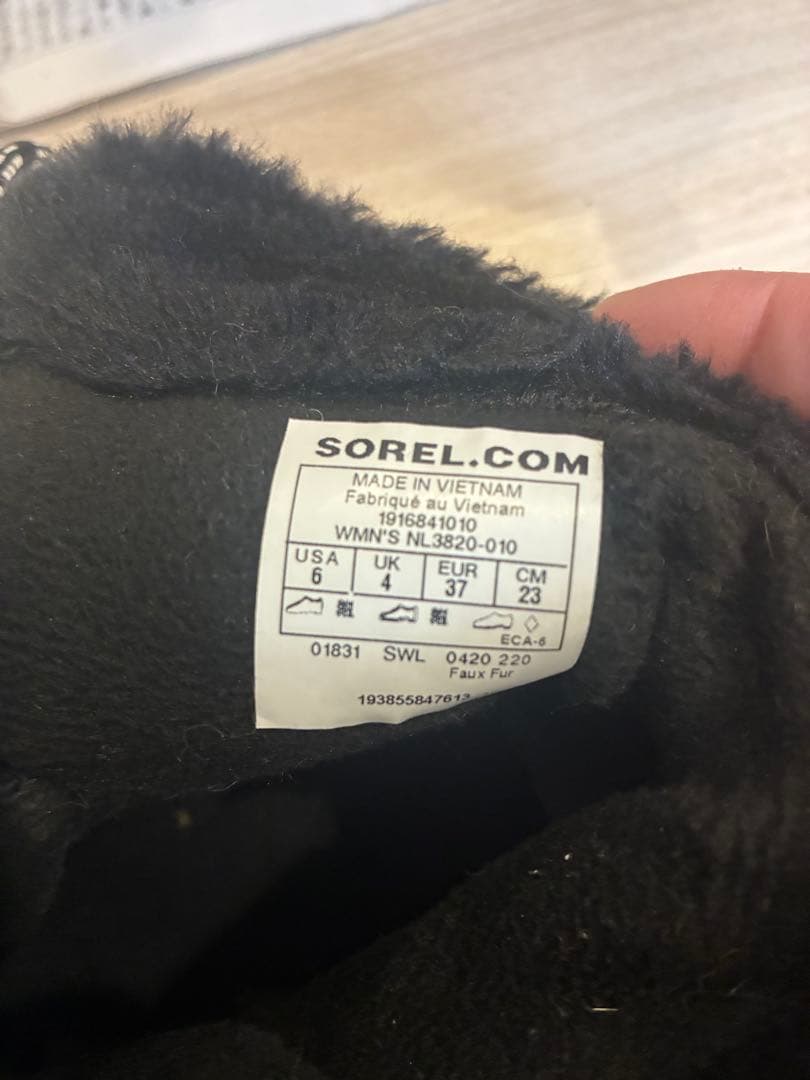 SOREL.COM
MADE IN VIETNAM
Fabriqué au Vietnam
1916841010
WMN'S NL3820-010
USA UK EUR CM
6 4 37 23
ECA-6
01831 SWL 0420 220
Faux Fur
193855847613